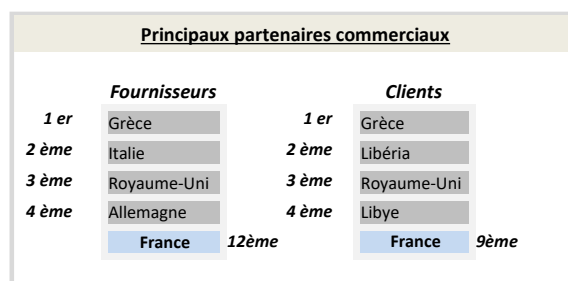 Principaux partenaires commerciaux
Fournisseurs Clients
1 er Grèce 1 er Grèce
2 ème Italie 2 ème Libéria
3 ème Royaume-Uni 3 ème Royaume-Uni
4 ème Allemagne 4 ème Libye
France 12ème France 9ème